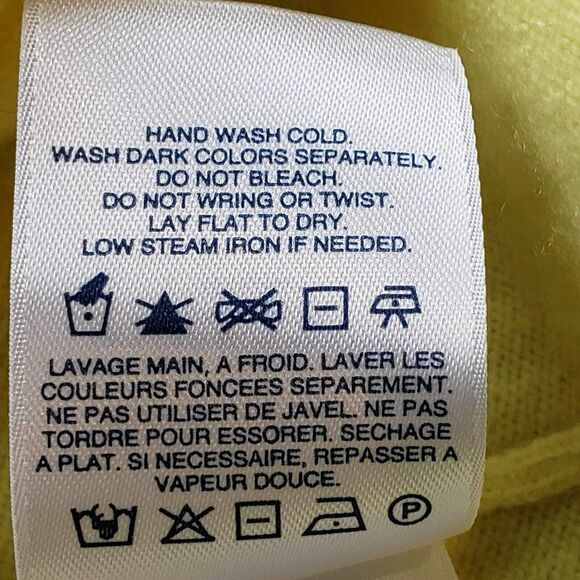 HAND WASH COLD.
WASH DARK COLORS SEPARATELY.
DO NOT BLEACH.
DO NOT WRING OR TWIST.
LAY FLAT TO DRY.
LOW STEAM IRON IF NEEDED.
LAVAGE MAIN, A FROID. LAVER LES
COULEURS FONCEES SEPAREMENT.
NE PAS UTILISER DE JAVEL. NE PAS
TORDRE POUR ESSORER. SECHAGE
A PLAT. SI NECESSAIRE, REPASSER A
VAPEUR DOUCE.
P